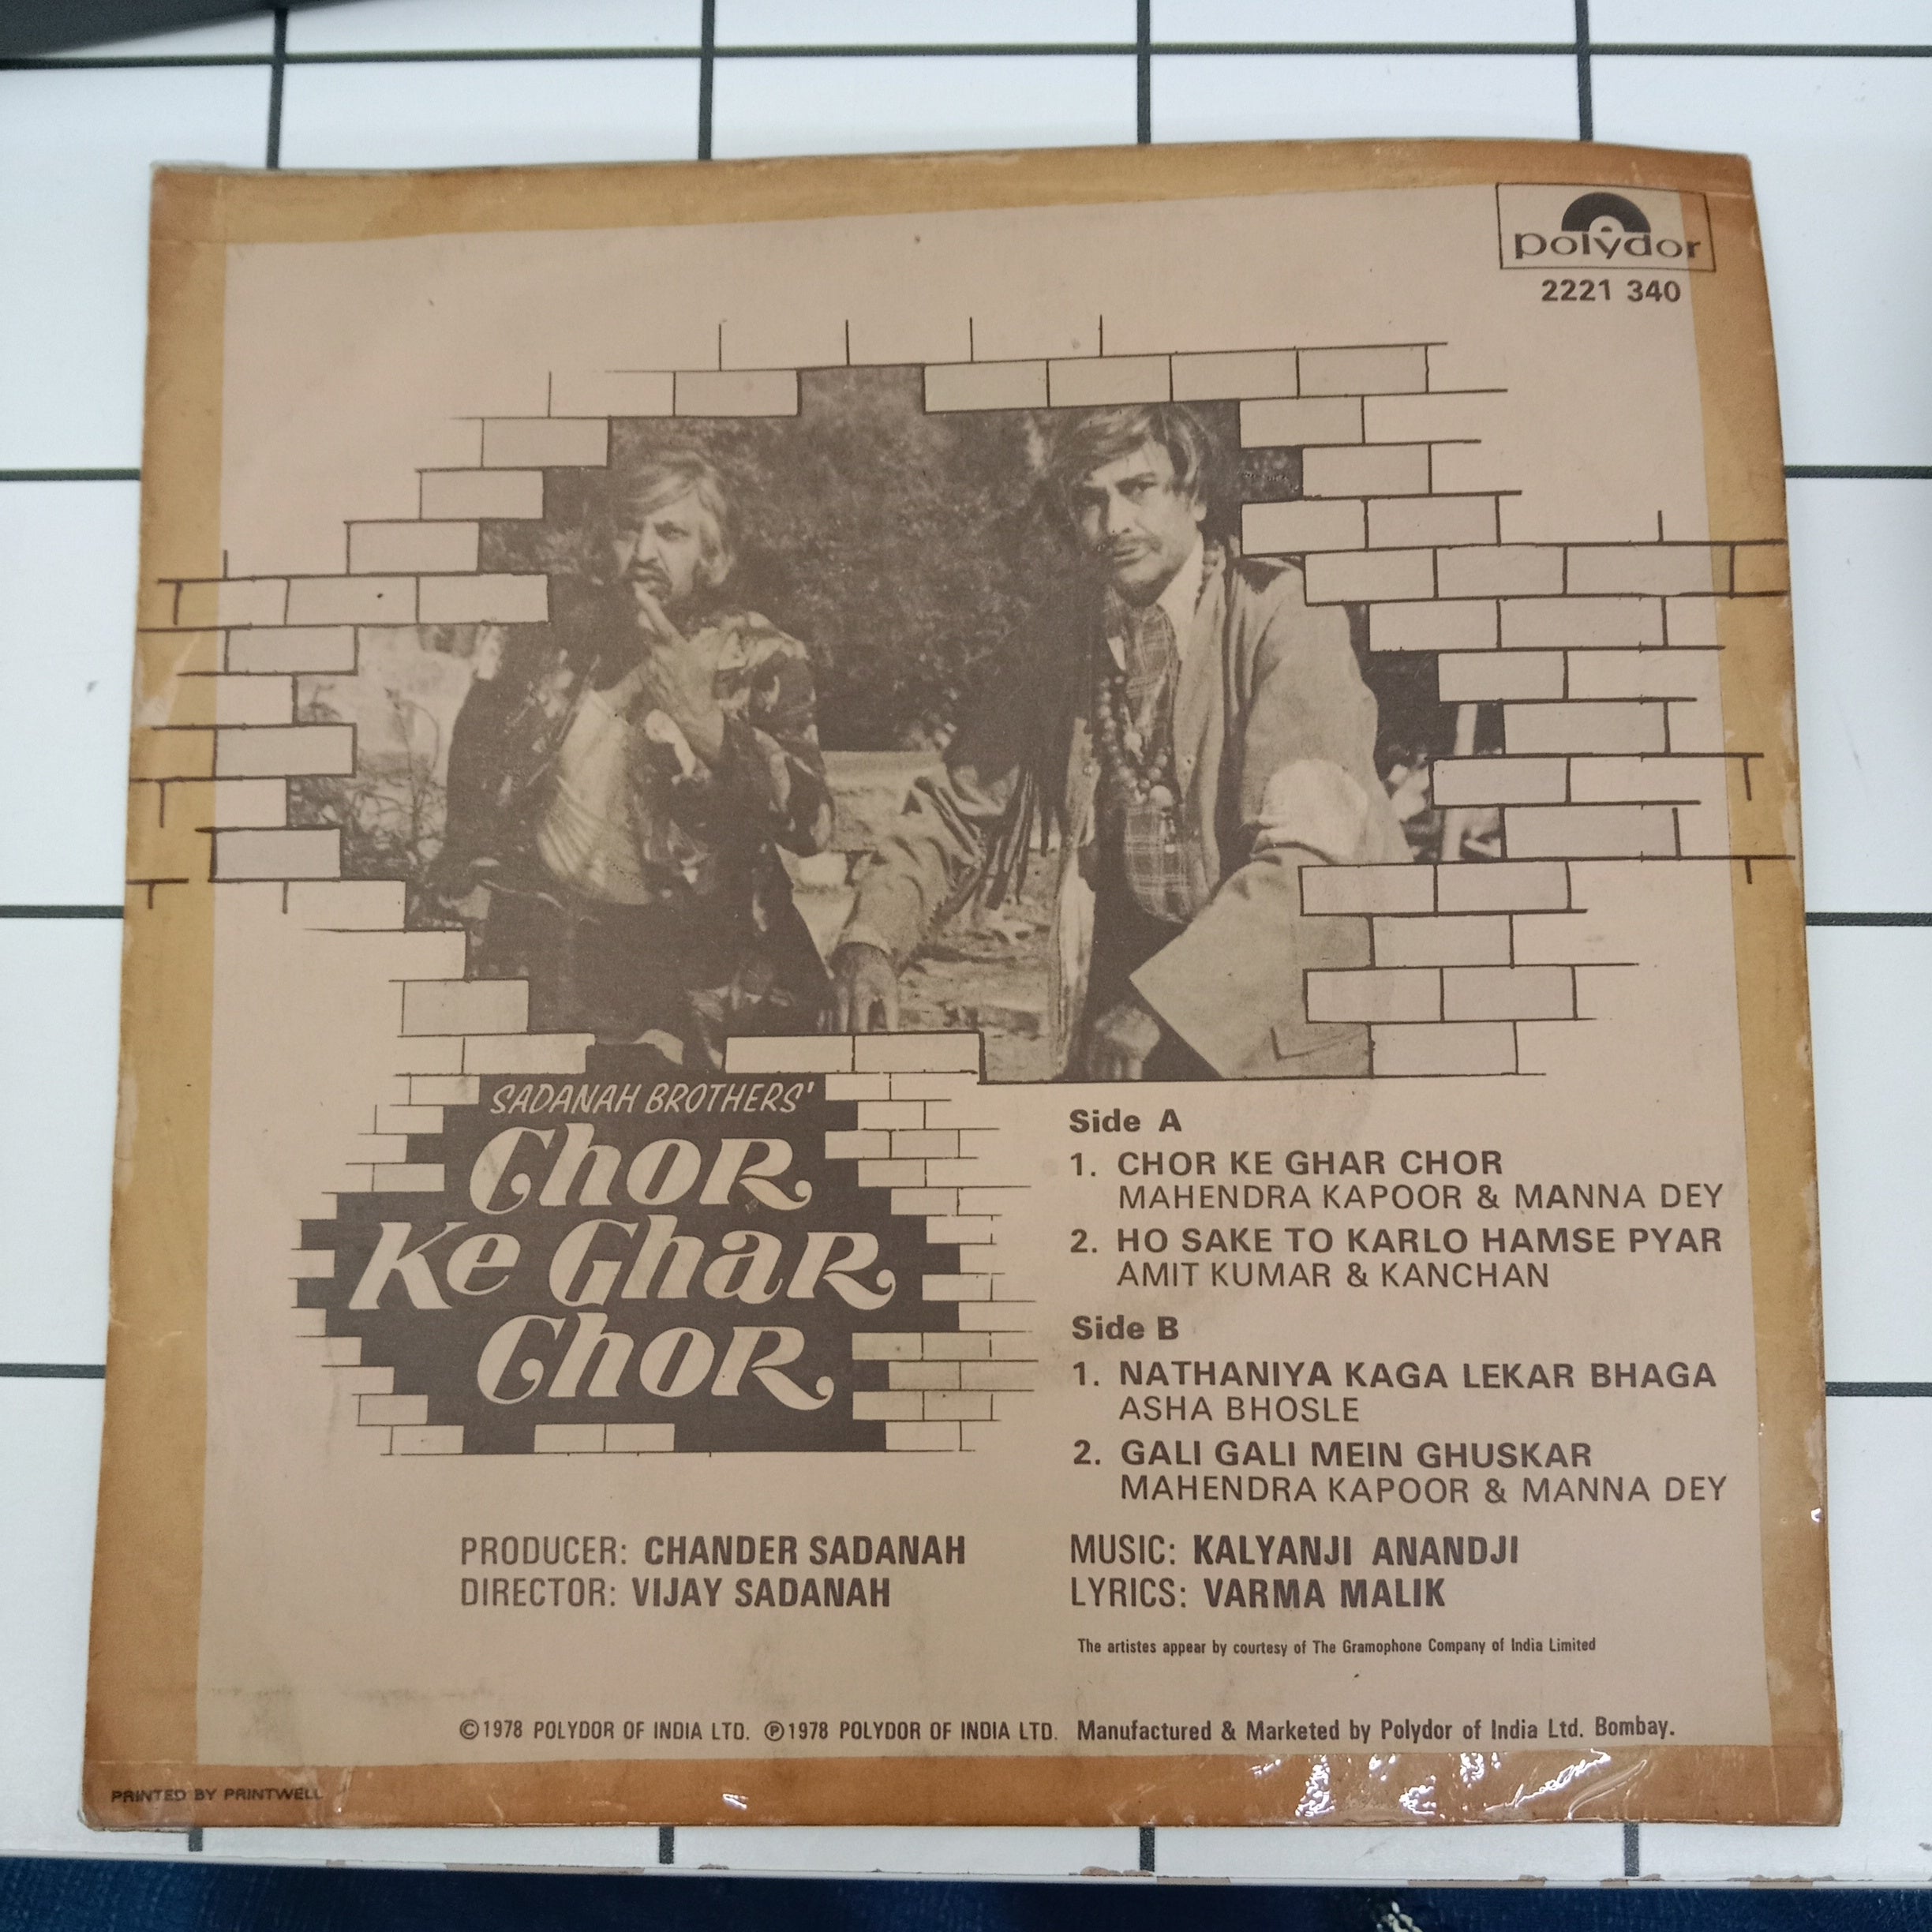 polydor
2221 340
SADANAH BROTHERS'
Chor
Ke Ghar
Chor
Side A
1. CHOR KE GHAR CHOR
MAHENDRA KAPOOR & MANNA DEY
2. HO SAKE TO KARLO HAMSE PYAR
AMIT KUMAR & KANCHAN
Side B
1. NATHANIYA KAGA LEKAR BHAGA
ASHA BHOSLE
2. GALI GALI MEIN GHUSKAR
MAHENDRA KAPOOR & MANNA DEY
PRODUCER: CHANDER SADANAH
DIRECTOR: VIJAY SADANAH
MUSIC: KALYANJI ANANDJI
LYRICS: VARMA MALIK
The artistes appear by courtesy of The Gramophone Company of India Limited
©1978 POLYDOR OF INDIA LTD. ℗1978 POLYDOR OF INDIA LTD. Manufactured & Marketed by Polydor of India Ltd. Bombay.
PRINTED BY PRINTWELL